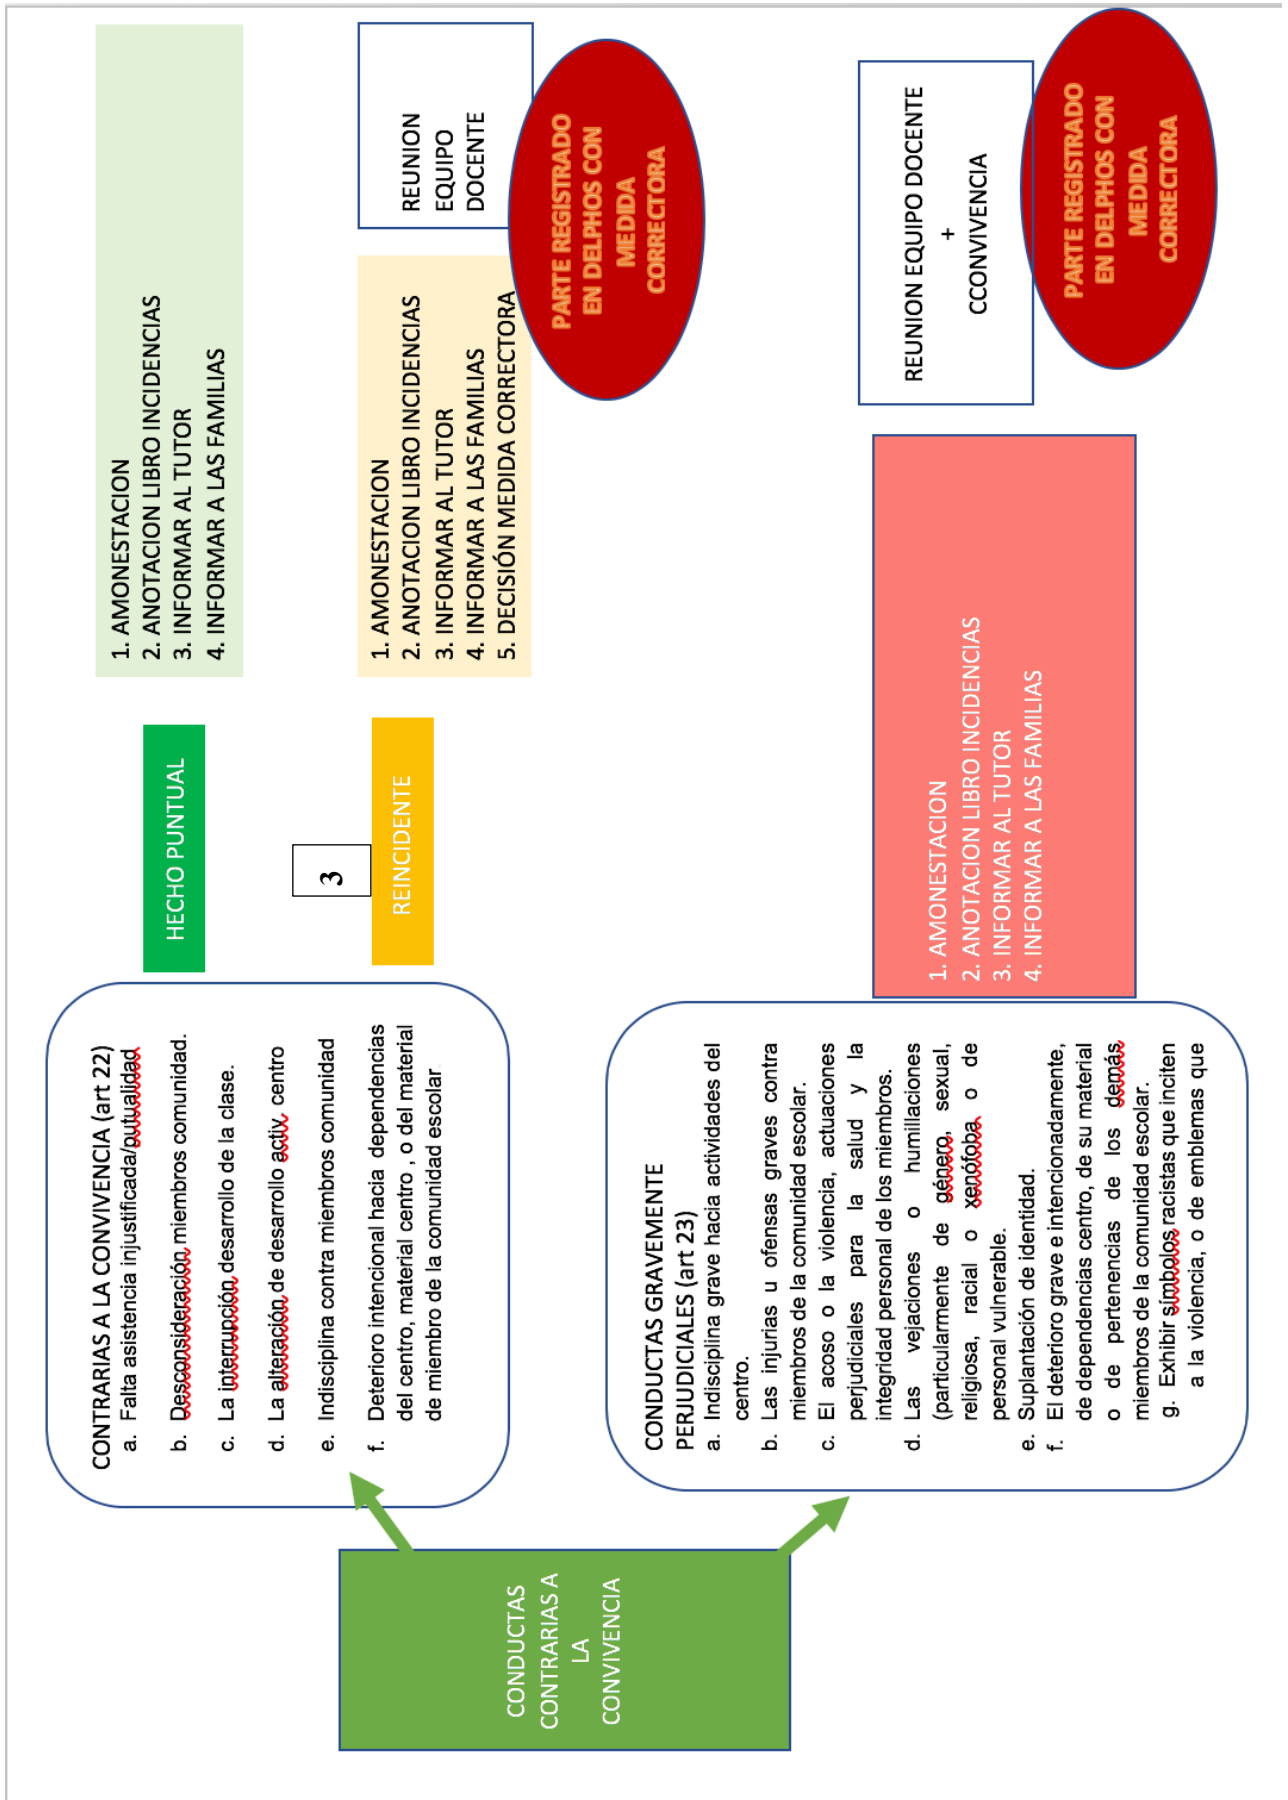 CONDUCTAS
CONTRARIAS A
LA
CONVIVENCIA
CONTRARIAS A LA CONVIVENCIA (art 22)
a. Falta asistencia injustificada/putualidad
b. Desconsideración miembros comunidad.
c. La interrupción desarrollo de la clase.
d. La alteración de desarrollo activ. centro
e. Indisciplina contra miembros comunidad
f. Deterioro intencional hacia dependencias
del centro, material centro , o del material
de miembro de la comunidad escolar
HECHO PUNTUAL
1. AMONESTACION
2. ANOTACION LIBRO INCIDENCIAS
3. INFORMAR AL TUTOR
4. INFORMAR A LAS FAMILIAS
3
REINCIDENTE
1. AMONESTACION
2. ANOTACION LIBRO INCIDENCIAS
3. INFORMAR AL TUTOR
4. INFORMAR A LAS FAMILIAS
5. DECISIÓN MEDIDA CORRECTORA
REUNION
EQUIPO
DOCENTE
PARTE REGISTRADO
EN DELPHOS CON
MEDIDA
CORRECTORA
CONDUCTAS GRAVEMENTE
PERJUDICIALES (art 23)
a. Indisciplina grave hacia actividades del
centro.
b. Las injurias u ofensas graves contra
miembros de la comunidad escolar.
c. El acoso o la violencia, actuaciones
perjudiciales para la salud y la
integridad personal de los miembros.
d. Las vejaciones o humillaciones
(particularmente de género, sexual,
religiosa, racial o xenófoba o de
personal vulnerable.
e. Suplantación de identidad.
f. El deterioro grave e intencionadamente,
de dependencias centro, de su material
o de pertenencias de los demás
miembros de la comunidad escolar.
g. Exhibir símbolos racistas que inciten
a la violencia, o de emblemas que
1. AMONESTACION
2. ANOTACION LIBRO INCIDENCIAS
3. INFORMAR AL TUTOR
4. INFORMAR A LAS FAMILIAS
REUNION EQUIPO DOCENTE
+
CCONVIVENCIA
PARTE REGISTRADO
EN DELPHOS CON
MEDIDA
CORRECTORA